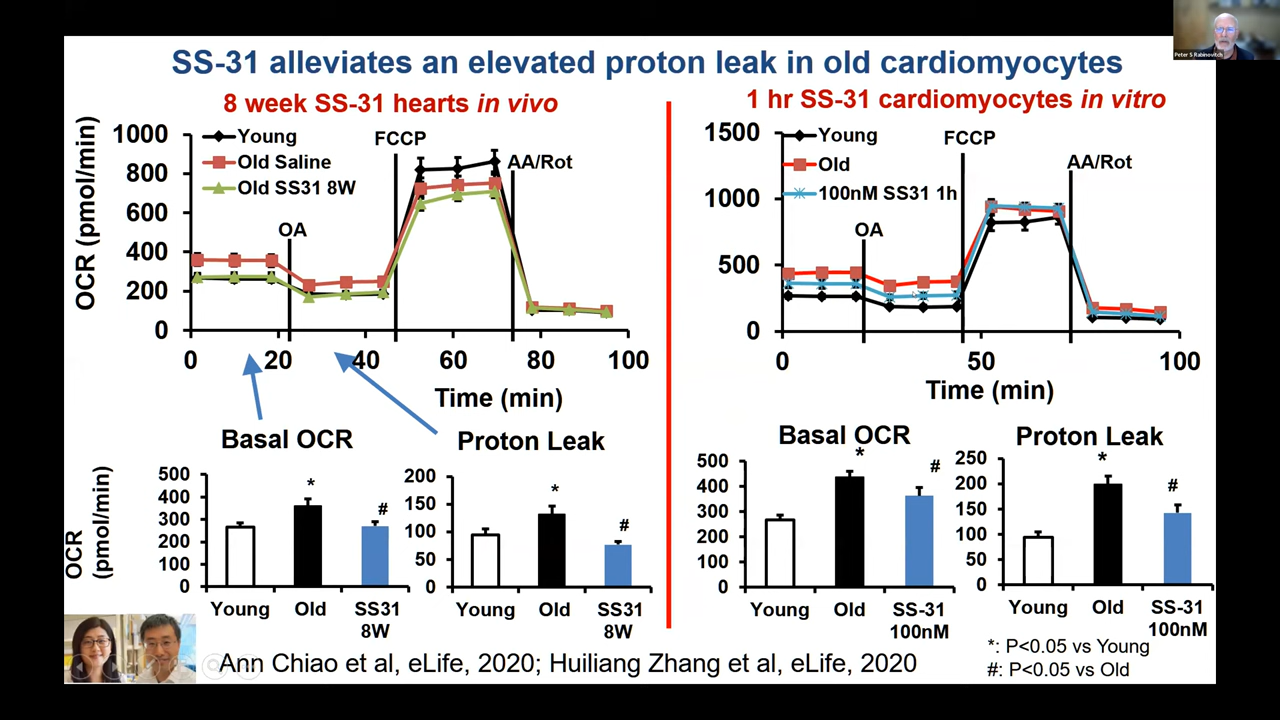 Peter S Rabinovitch
SS-31 alleviates an elevated proton leak in old cardiomyocytes
8 week SS-31 hearts in vivo
OCR (pmol/min)
1000
800
600
400
200
0
0
20
40
60
80
100
Time (min)
Young
Old Saline
Old SS31 8W
OA
FCCP
AA/Rot
Basal OCR
Proton Leak
OCR
(pmol/min)
500
400
300
200
100
0
*
#
Young
Old
SS31
8W
200
150
100
50
0
*
#
Young
Old
SS31
8W
1 hr SS-31 cardiomyocytes in vitro
1500
1000
500
0
0
50
100
Time (min)
Young
Old
100nM SS31 1h
OA
FCCP
AA/Rot
Basal OCR
500
400
300
200
100
0
*
#
Young
Old
SS-31
100nM
Proton Leak
250
200
150
100
50
0
*
#
Young
Old
SS-31
100nM
Ann Chiao et al, eLife, 2020; Huiliang Zhang et al, eLife, 2020
*: P<0.05 vs Young
#: P<0.05 vs Old